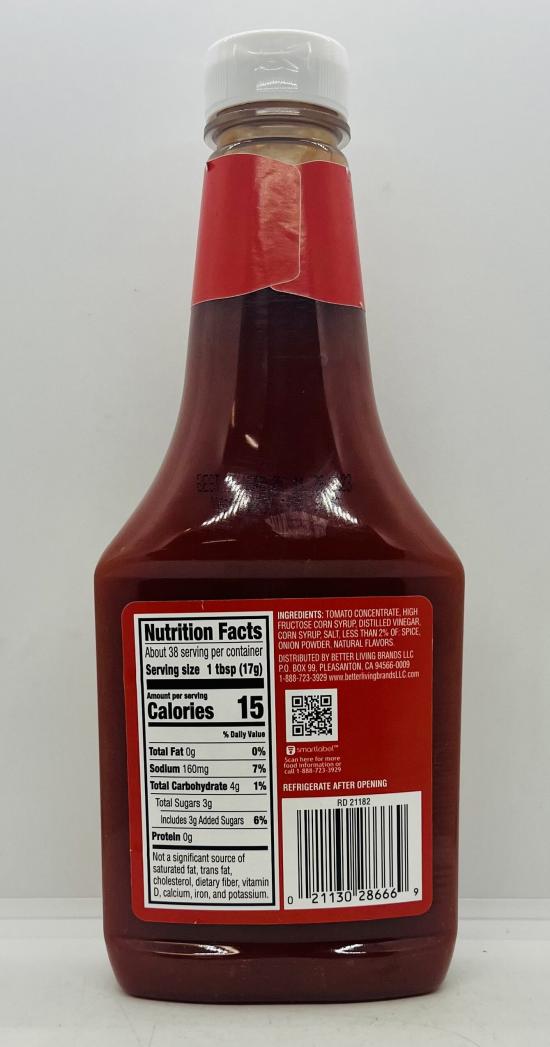 BEST
Nutrition Facts
About 38 serving per container
Serving size 1 tbsp (17g)
Amount per serving
Calories 15
% Daily Value
Total Fat 0g 0%
Sodium 160mg 7%
Total Carbohydrate 4g 1%
Total Sugars 3g
Includes 3g Added Sugars 6%
Protein 0g
Not a significant source of
saturated fat, trans fat,
cholesterol, dietary fiber, vitamin
D, calcium, iron, and potassium.
INGREDIENTS: TOMATO CONCENTRATE, HIGH
FRUCTOSE CORN SYRUP, DISTILLED VINEGAR,
CORN SYRUP, SALT, LESS THAN 2% OF: SPICE,
ONION POWDER, NATURAL FLAVORS.
DISTRIBUTED BY BETTER LIVING BRANDS LLC
P.O. BOX 99, PLEASANTON, CA 94566-0009
1-888-723-3929 www.betterlivingbrandsLLC.com
smartlabel™
Scan here for more
food information or
call 1-888-723-3929
REFRIGERATE AFTER OPENING
RD 21182
0 21130 28666 9